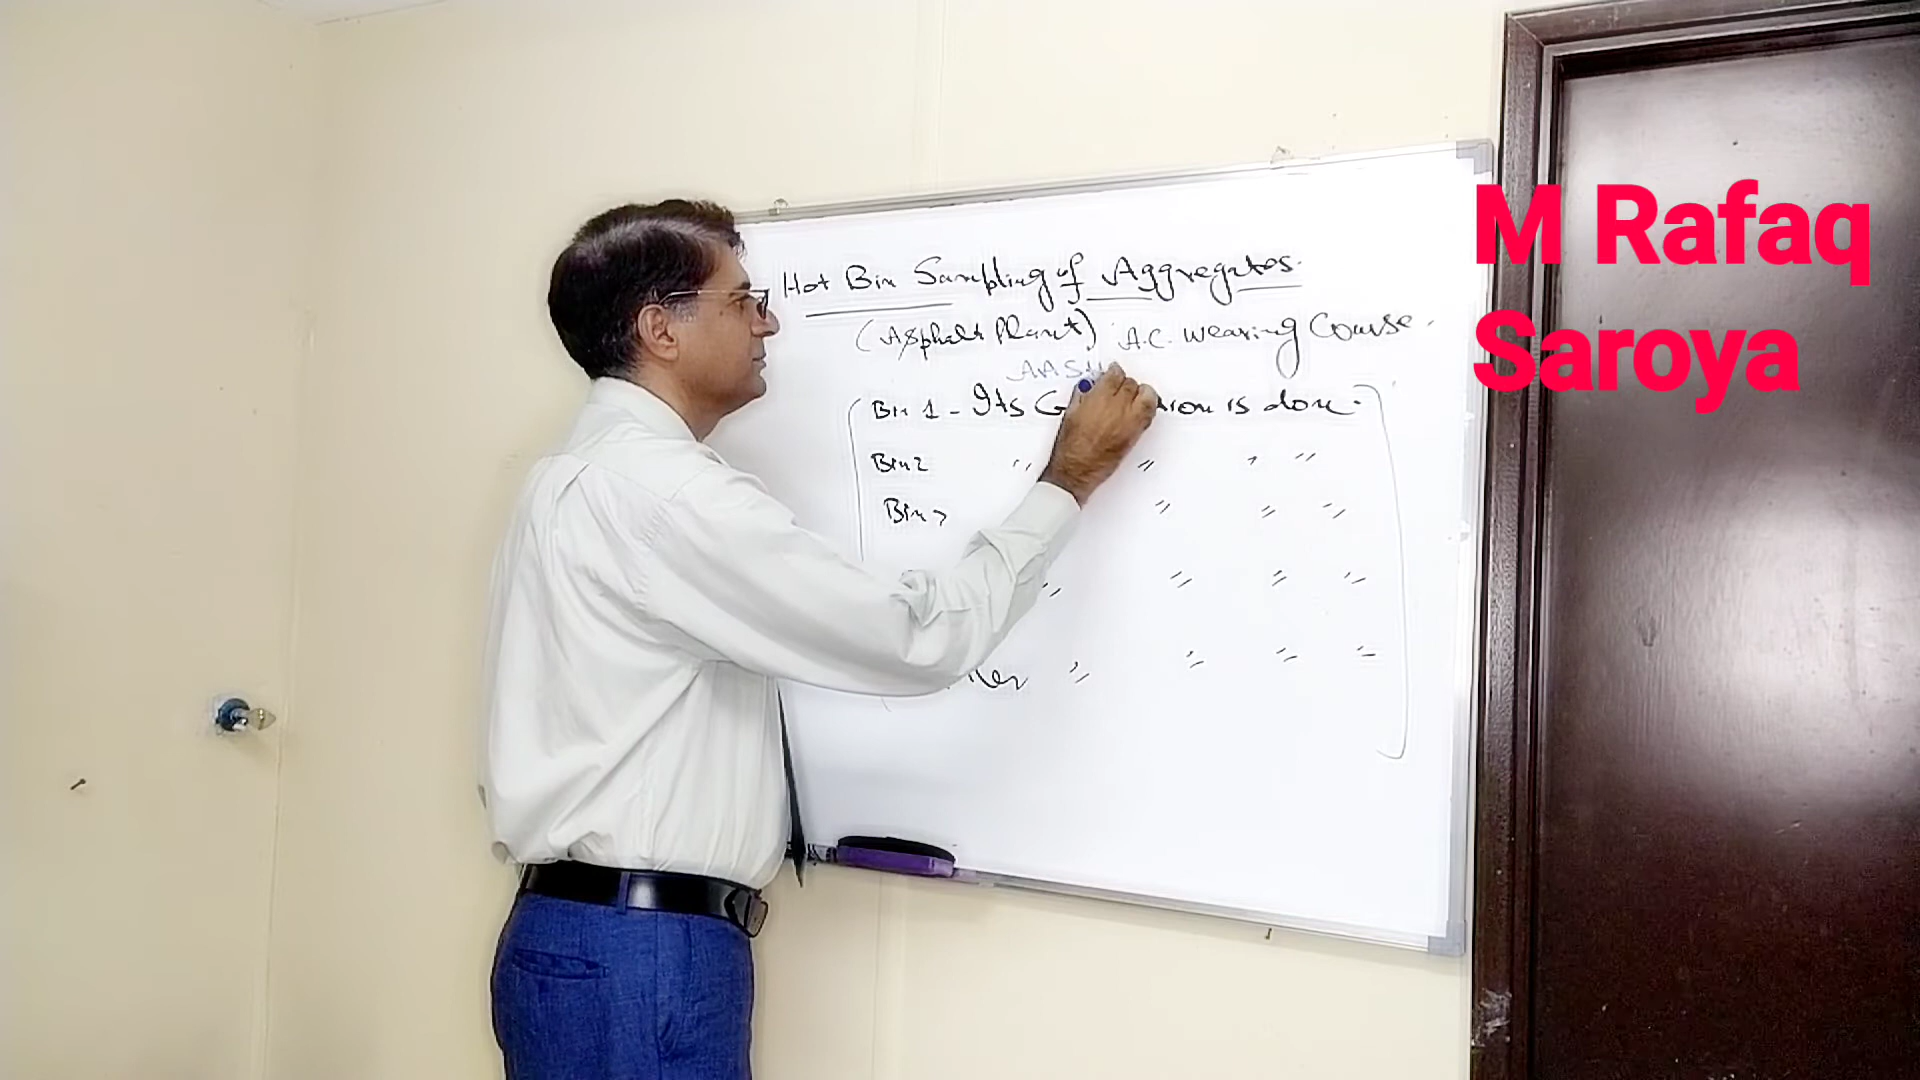 Hot Bin Sampling of Aggregates.
(Asphalt Plant) A.C. Wearing Course.
AASH
Bin 1 - Its G ion is done.
Bin 2 〃 〃 〃 〃
Bin 3 〃 〃 〃
〃 〃 〃 〃
ller 〃 〃 〃 〃
M Rafaq
Saroya